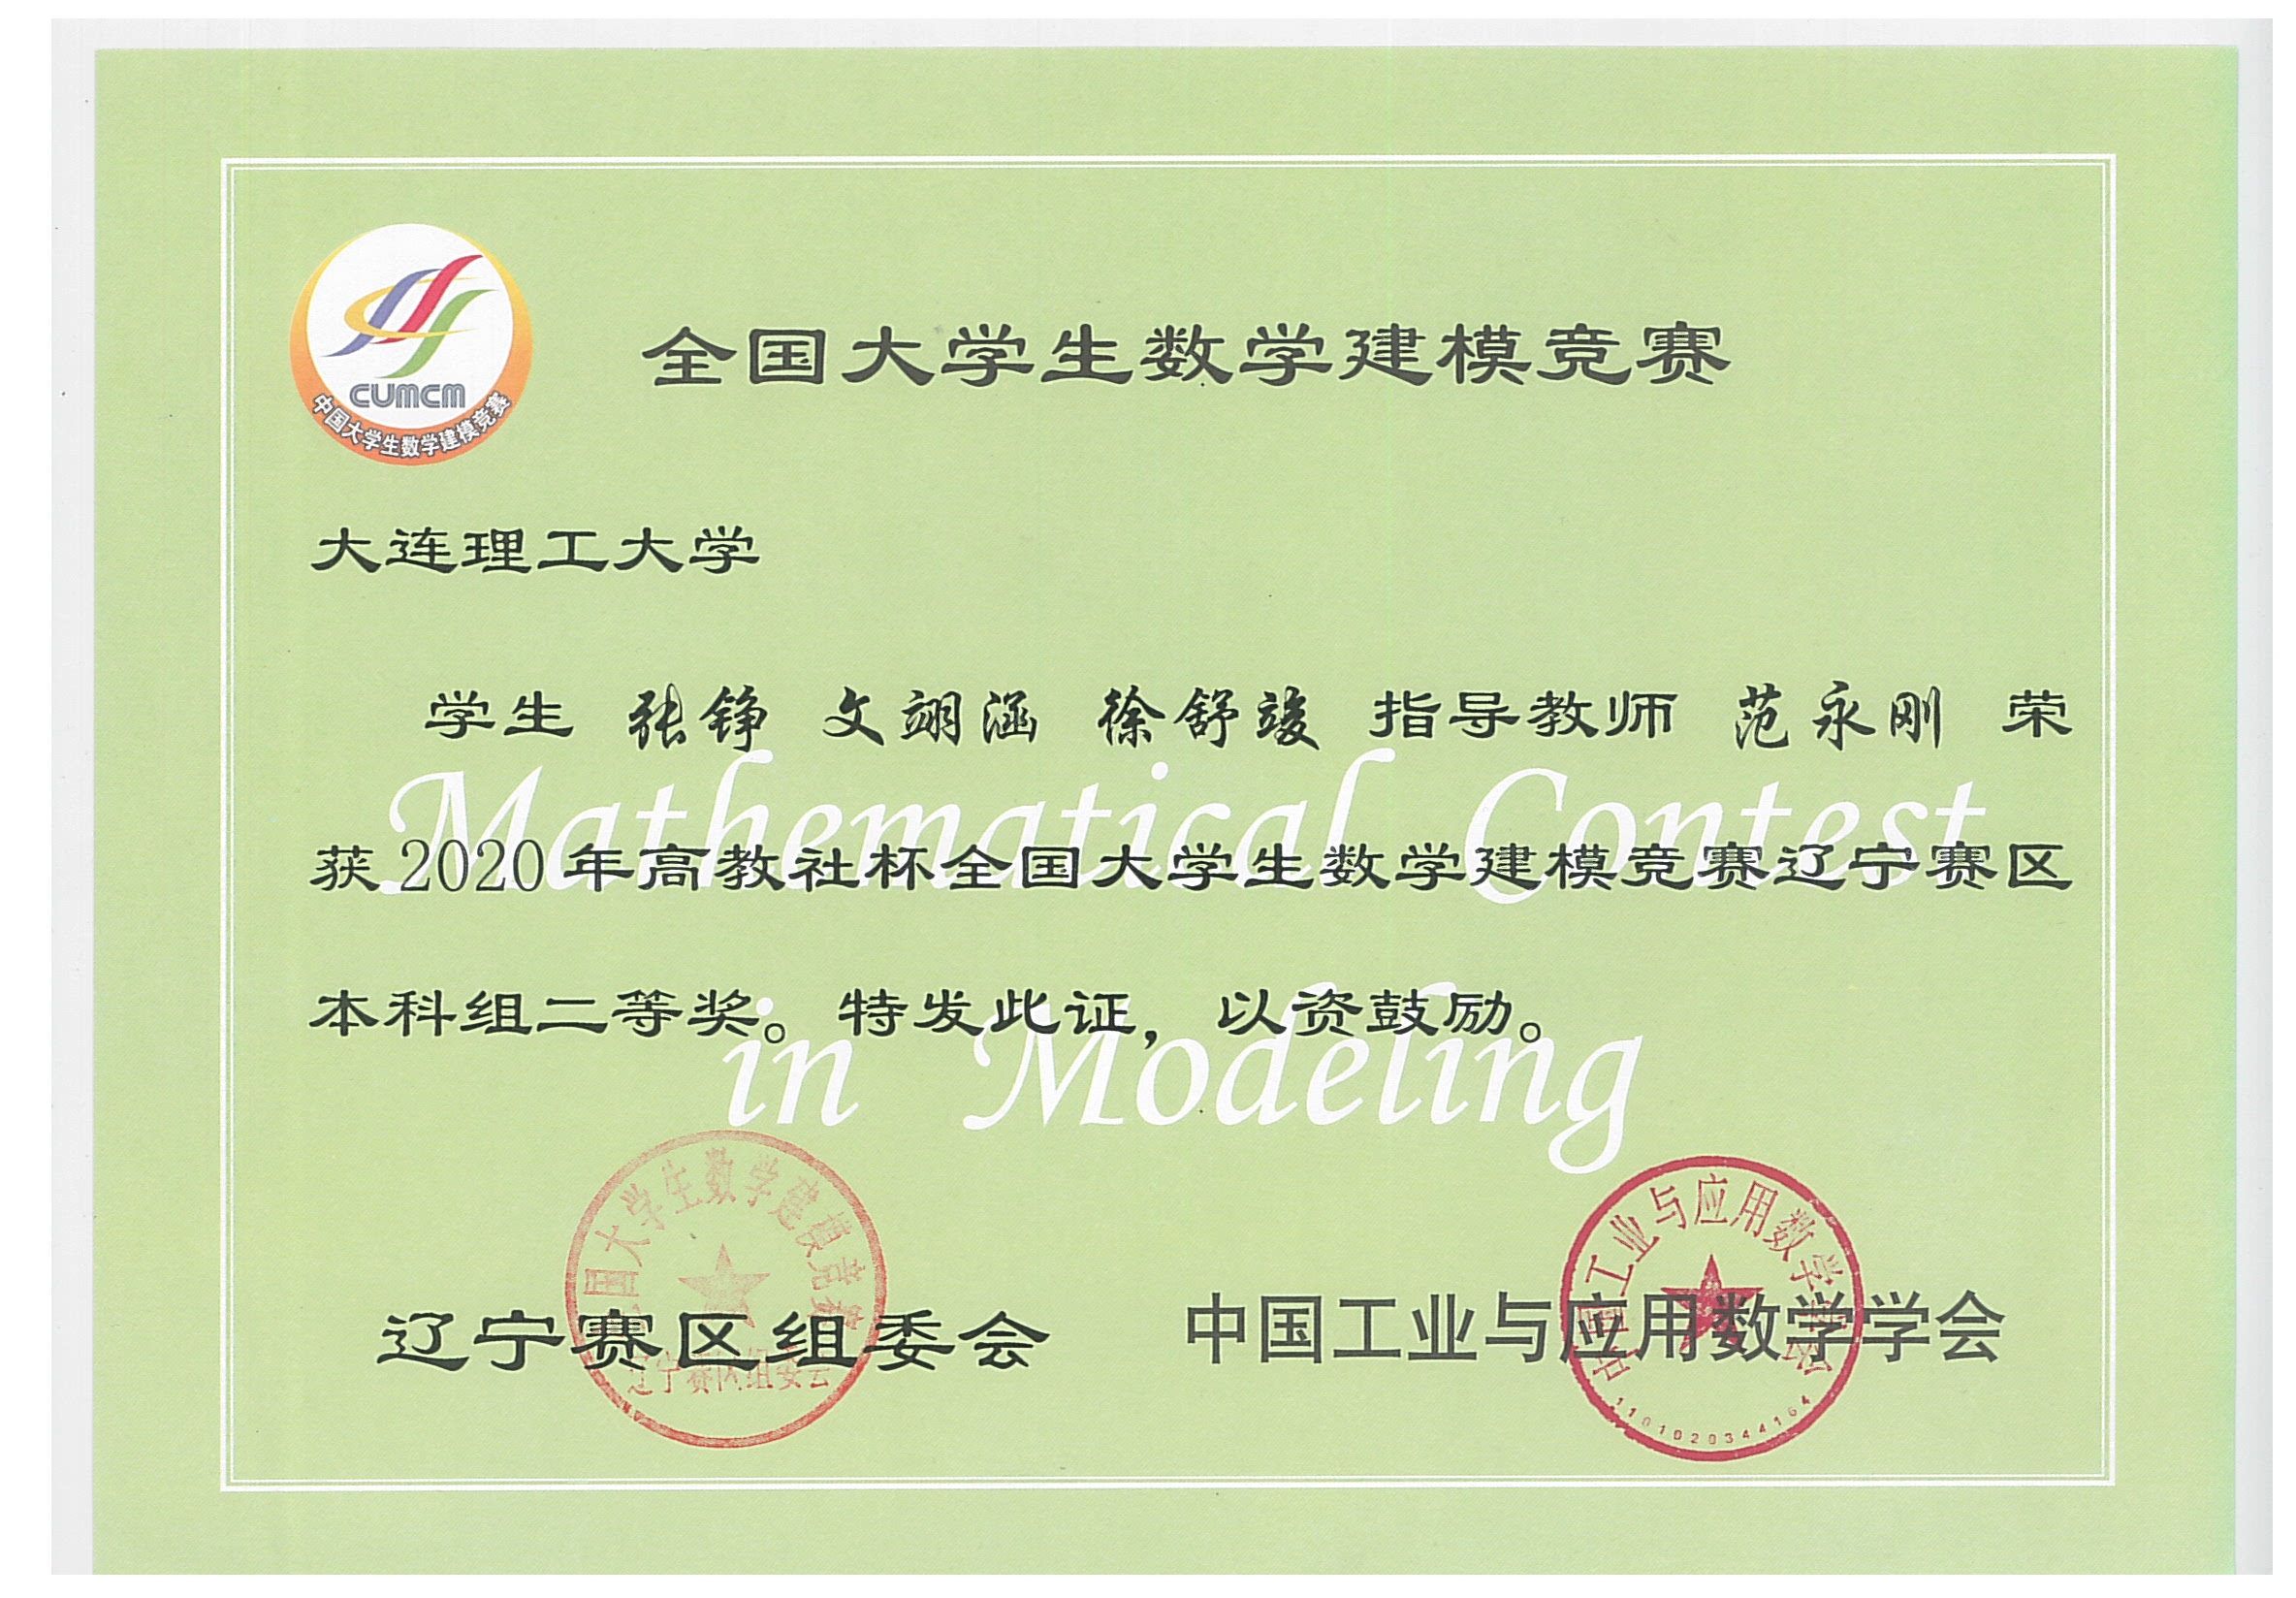 CUMCM
中国大学生数学建模竞赛
全国大学生数学建模竞赛
大连理工大学
学生 张铮 文翊涵 徐舒竣 指导教师 范永刚 荣
Mathematical Contest
获2020年高教社杯全国大学生数学建模竞赛辽宁赛区
本科组二等奖。特发此证，以资鼓励。
in Modeling
全国大学生数学建模竞赛
辽宁赛区组委会
辽宁赛区组委会
中国工业与应用数学学会
中国工业与应用数学学会
1101020344164